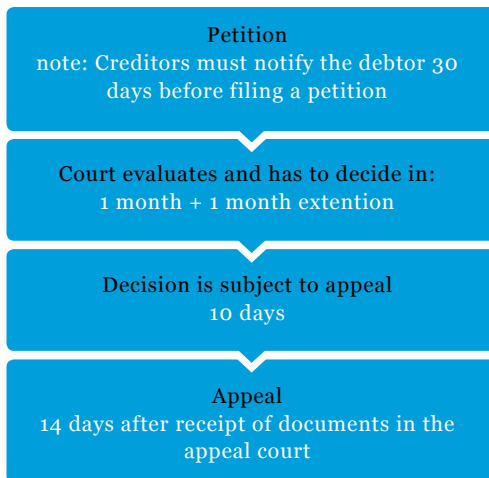 Petition
note: Creditors must notify the debtor 30
days before filing a petition
Court evaluates and has to decide in:
1 month + 1 month extention
Decision is subject to appeal
10 days
Appeal
14 days after receipt of documents in the
appeal court